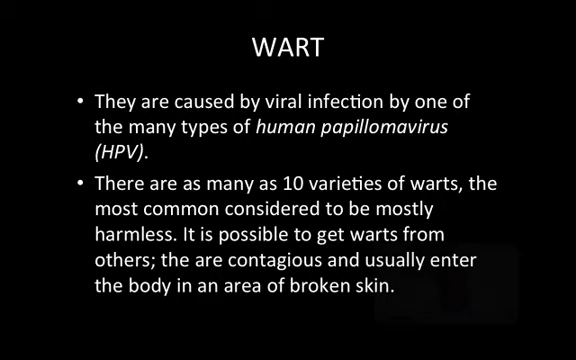 WART
• They are caused by viral infection by one of
the many types of human papillomavirus
(HPV).
• There are as many as 10 varieties of warts, the
most common considered to be mostly
harmless. It is possible to get warts from
others; the are contagious and usually enter
the body in an area of broken skin.